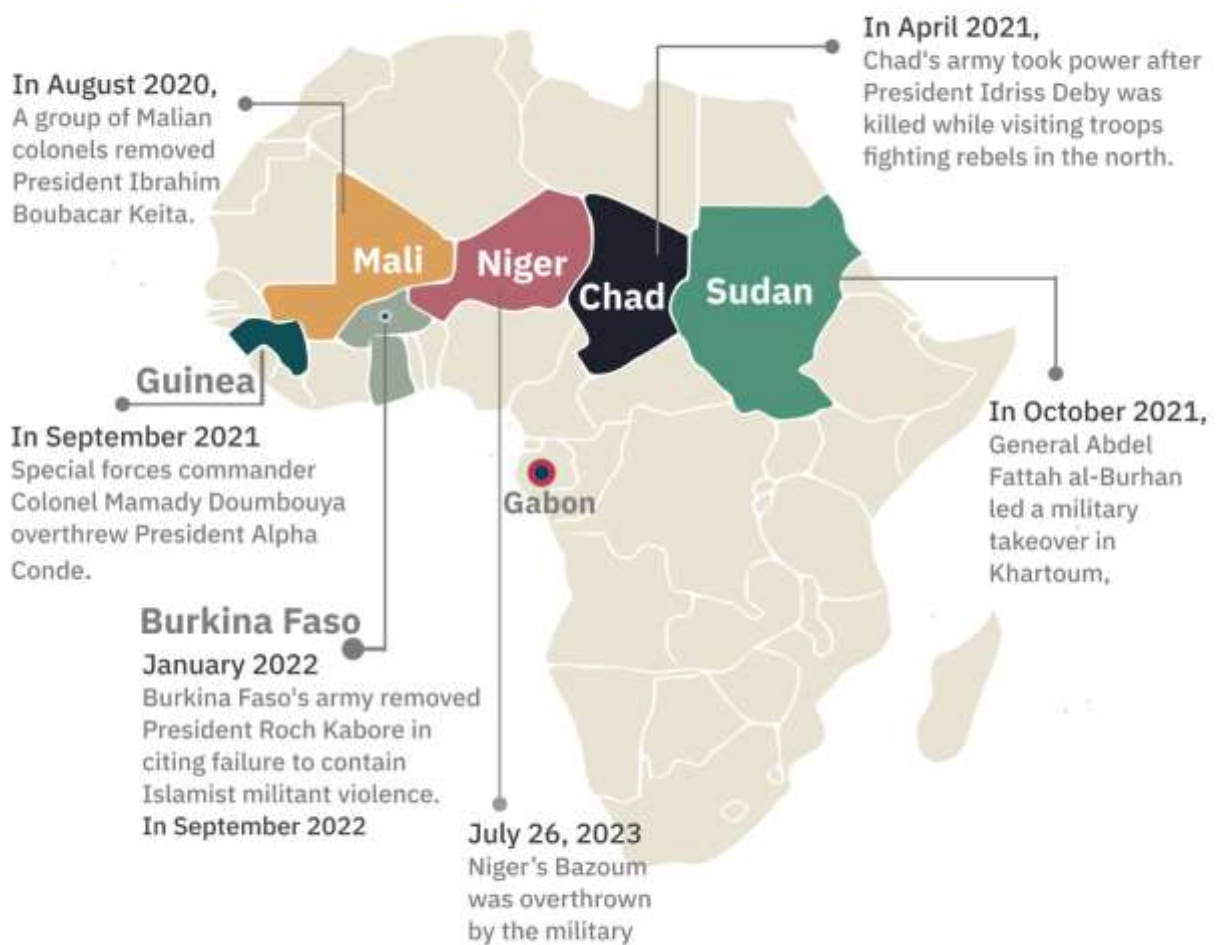 In August 2020,
A group of Malian
colonels removed
President Ibrahim
Boubacar Keita.
In April 2021,
Chad's army took power after
President Idriss Deby was
killed while visiting troops
fighting rebels in the north.
Mali
Niger
Chad
Sudan
Guinea
In September 2021
Special forces commander
Colonel Mamady Doumbouya
overthrew President Alpha
Conde.
Gabon
In October 2021,
General Abdel
Fattah al-Burhan
led a military
takeover in
Khartoum,
Burkina Faso
January 2022
Burkina Faso's army removed
President Roch Kabore in
citing failure to contain
Islamist militant violence.
In September 2022
July 26, 2023
Niger's Bazoum
was overthrown
by the military